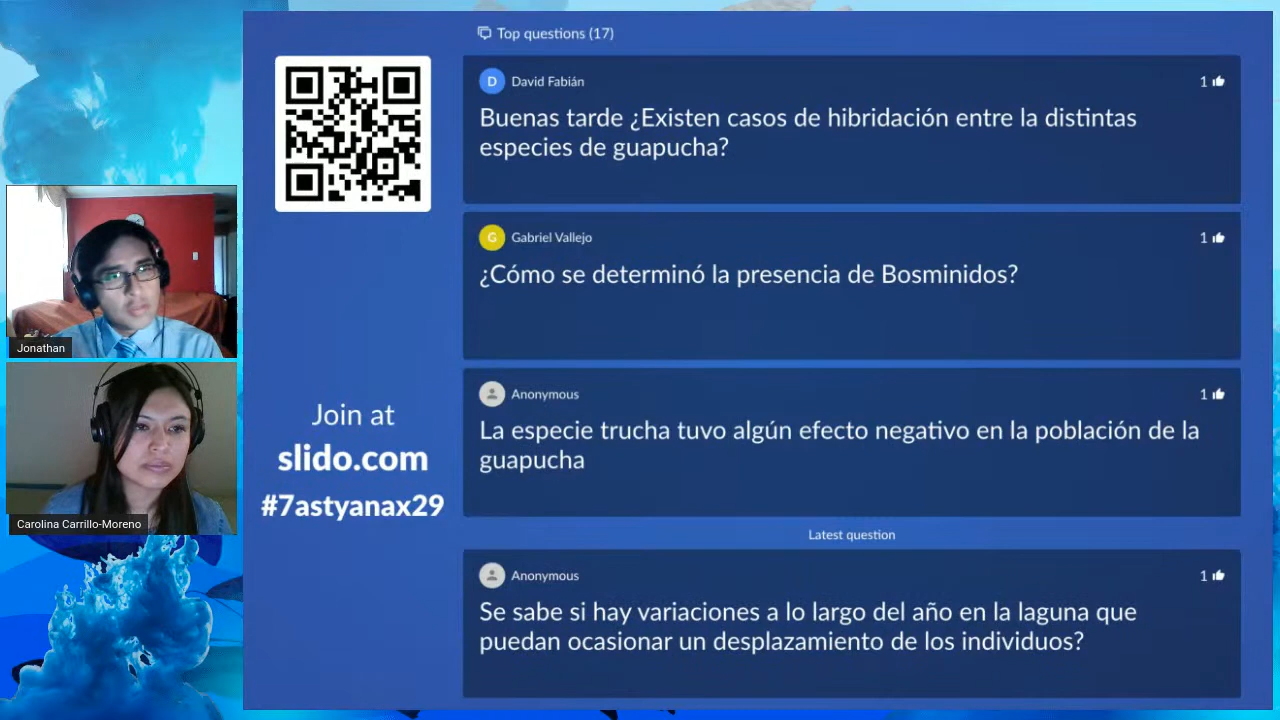 Top questions (17)
David Fabián
1
Buenas tarde ¿Existen casos de hibridación entre la distintas
especies de guapucha?
Gabriel Vallejo
1
¿Cómo se determinó la presencia de Bosminidos?
Anonymous
1
La especie trucha tuvo algún efecto negativo en la población de la
guapucha
Latest question
Anonymous
1
Se sabe si hay variaciones a lo largo del año en la laguna que
puedan ocasionar un desplazamiento de los individuos?
D
G
Join at
slido.com
#7astyanax29
Jonathan
Carolina Carrillo-Moreno